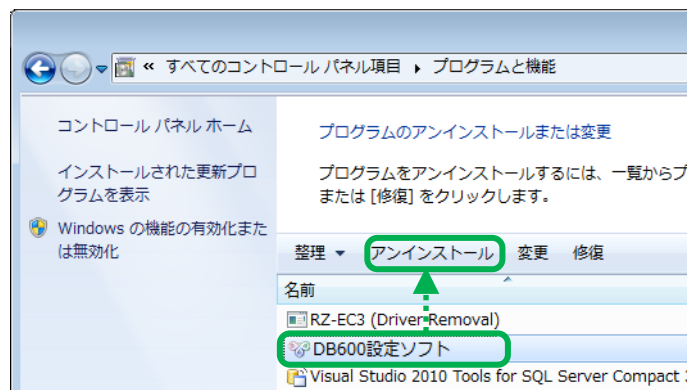 « すべてのコントロール パネル項目 ▸ プログラムと機能
コントロール パネル ホーム
インストールされた更新プロ
グラムを表示
Windows の機能の有効化また
は無効化
プログラムのアンインストールまたは変更
プログラムをアンインストールするには、一覧からプ
または [修復] をクリックします。
整理 ▼ アンインストール 変更 修復
名前
RZ-EC3 (Driver Removal)
DB600設定ソフト
Visual Studio 2010 Tools for SQL Server Compact